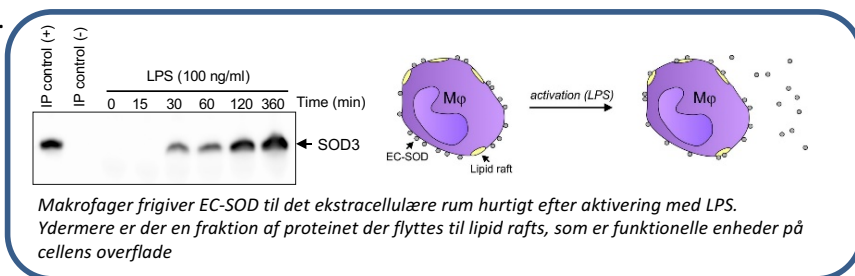 IP control (+)
IP control (-)
LPS (100 ng/ml)
0 15 30 60 120 360 Time (min)
SOD3
Mφ
EC-SOD
Lipid raft
activation (LPS)
Mφ
Makrofager frigiver EC-SOD til det ekstracellulære rum hurtigt efter aktivering med LPS.
Ydermere er der en fraktion af proteinet der flyttes til lipid rafts, som er funktionelle enheder på
cellens overflade